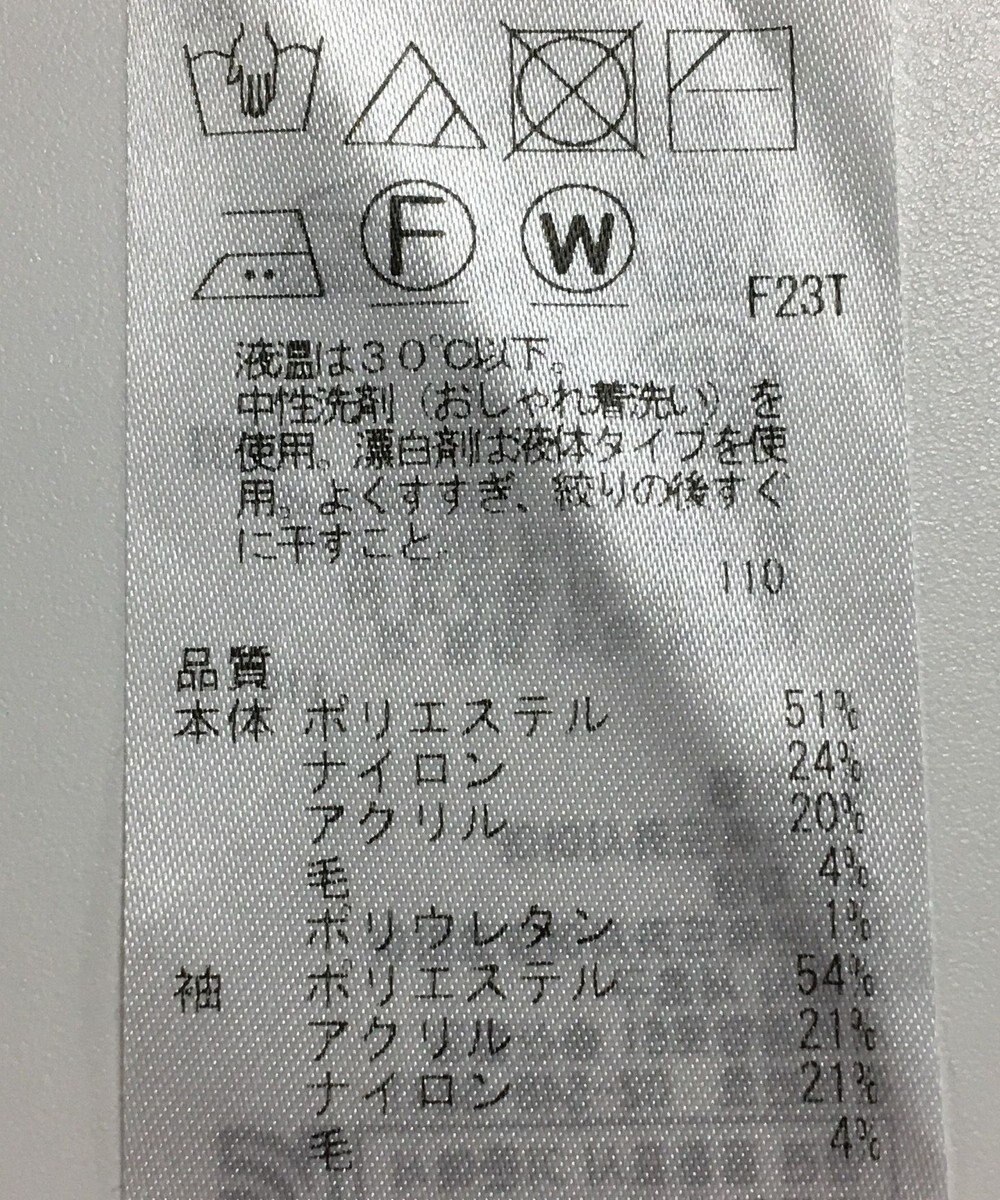 F W
F23T
液温は30℃以下。
中性洗剤（おしゃれ着洗い）を
使用。漂白剤は液体タイプを使
用。よくすすぎ、絞りの後すぐ
に干すこと。
110
品質
本体 ポリエステル 51%
ナイロン 24%
アクリル 20%
毛 4%
ポリウレタン 1%
袖 ポリエステル 54%
アクリル 21%
ナイロン 21%
毛 4%